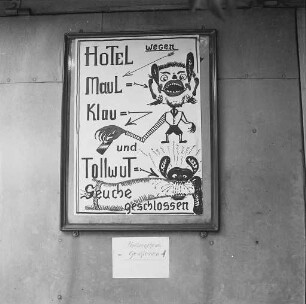 HOTEL wegen
MauL=
Klau=
und
TollwuT=
Seuche
geschlossen